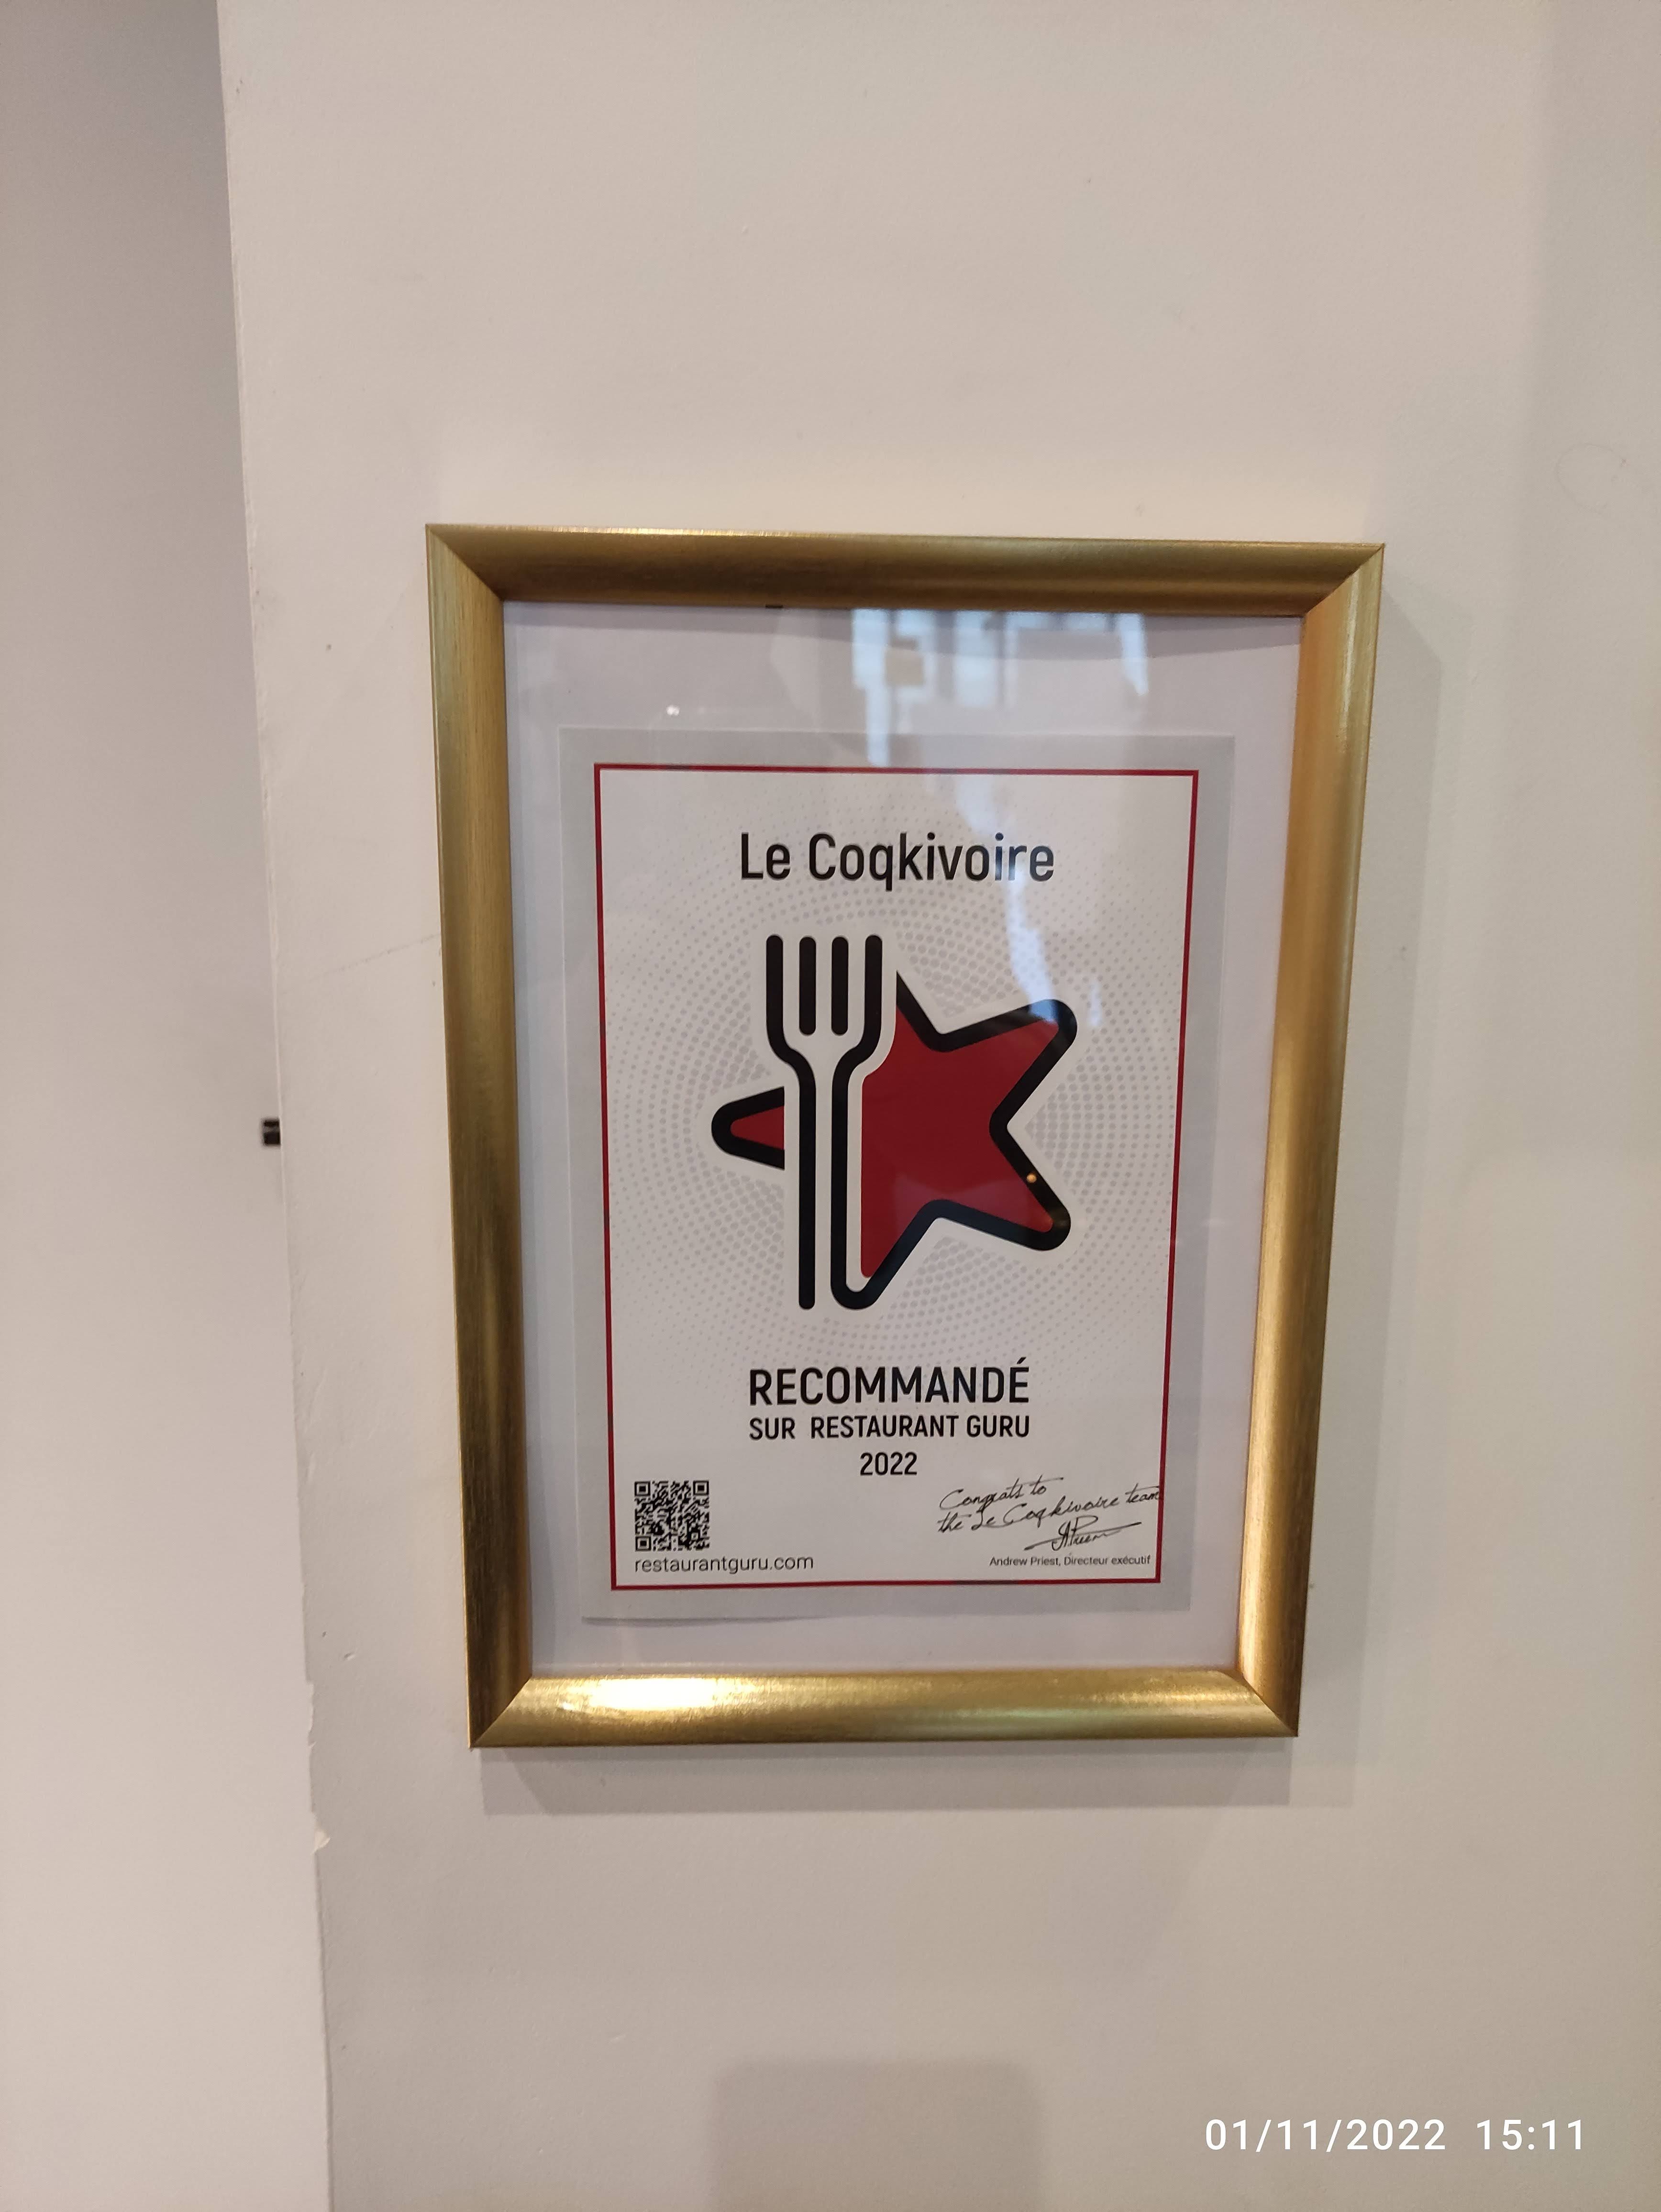 Le Coqkivoire
RECOMMANDÉ
SUR RESTAURANT GURU
2022
Congrats to
the Le Coqkivoire team
restaurantguru.com
Andrew Priest, Directeur exécutif
01/11/2022 15:11